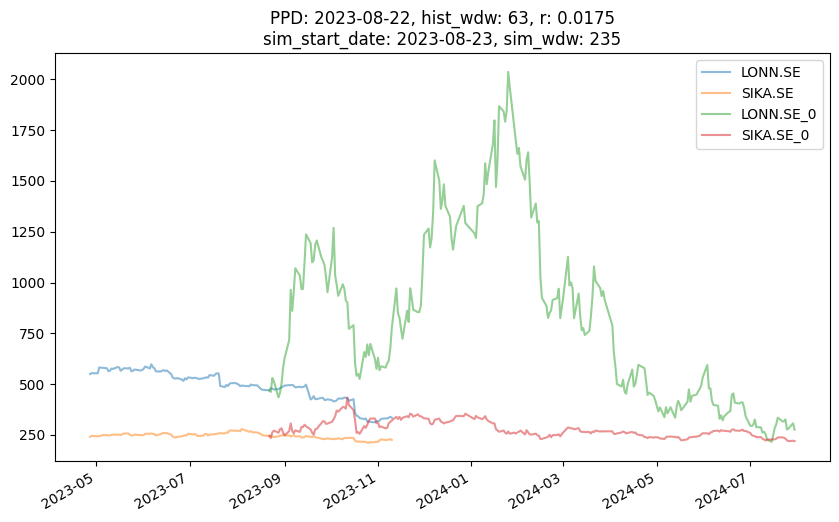 PPD: 2023-08-22, hist_wdw: 63, r: 0.0175
sim_start_date: 2023-08-23, sim_wdw: 235
LONN.SE
SIKA.SE
LONN.SE_0
SIKA.SE_0
2000
1750
1500
1250
1000
750
500
250
2023-05
2023-07
2023-09
2023-11
2024-01
2024-03
2024-05
2024-07